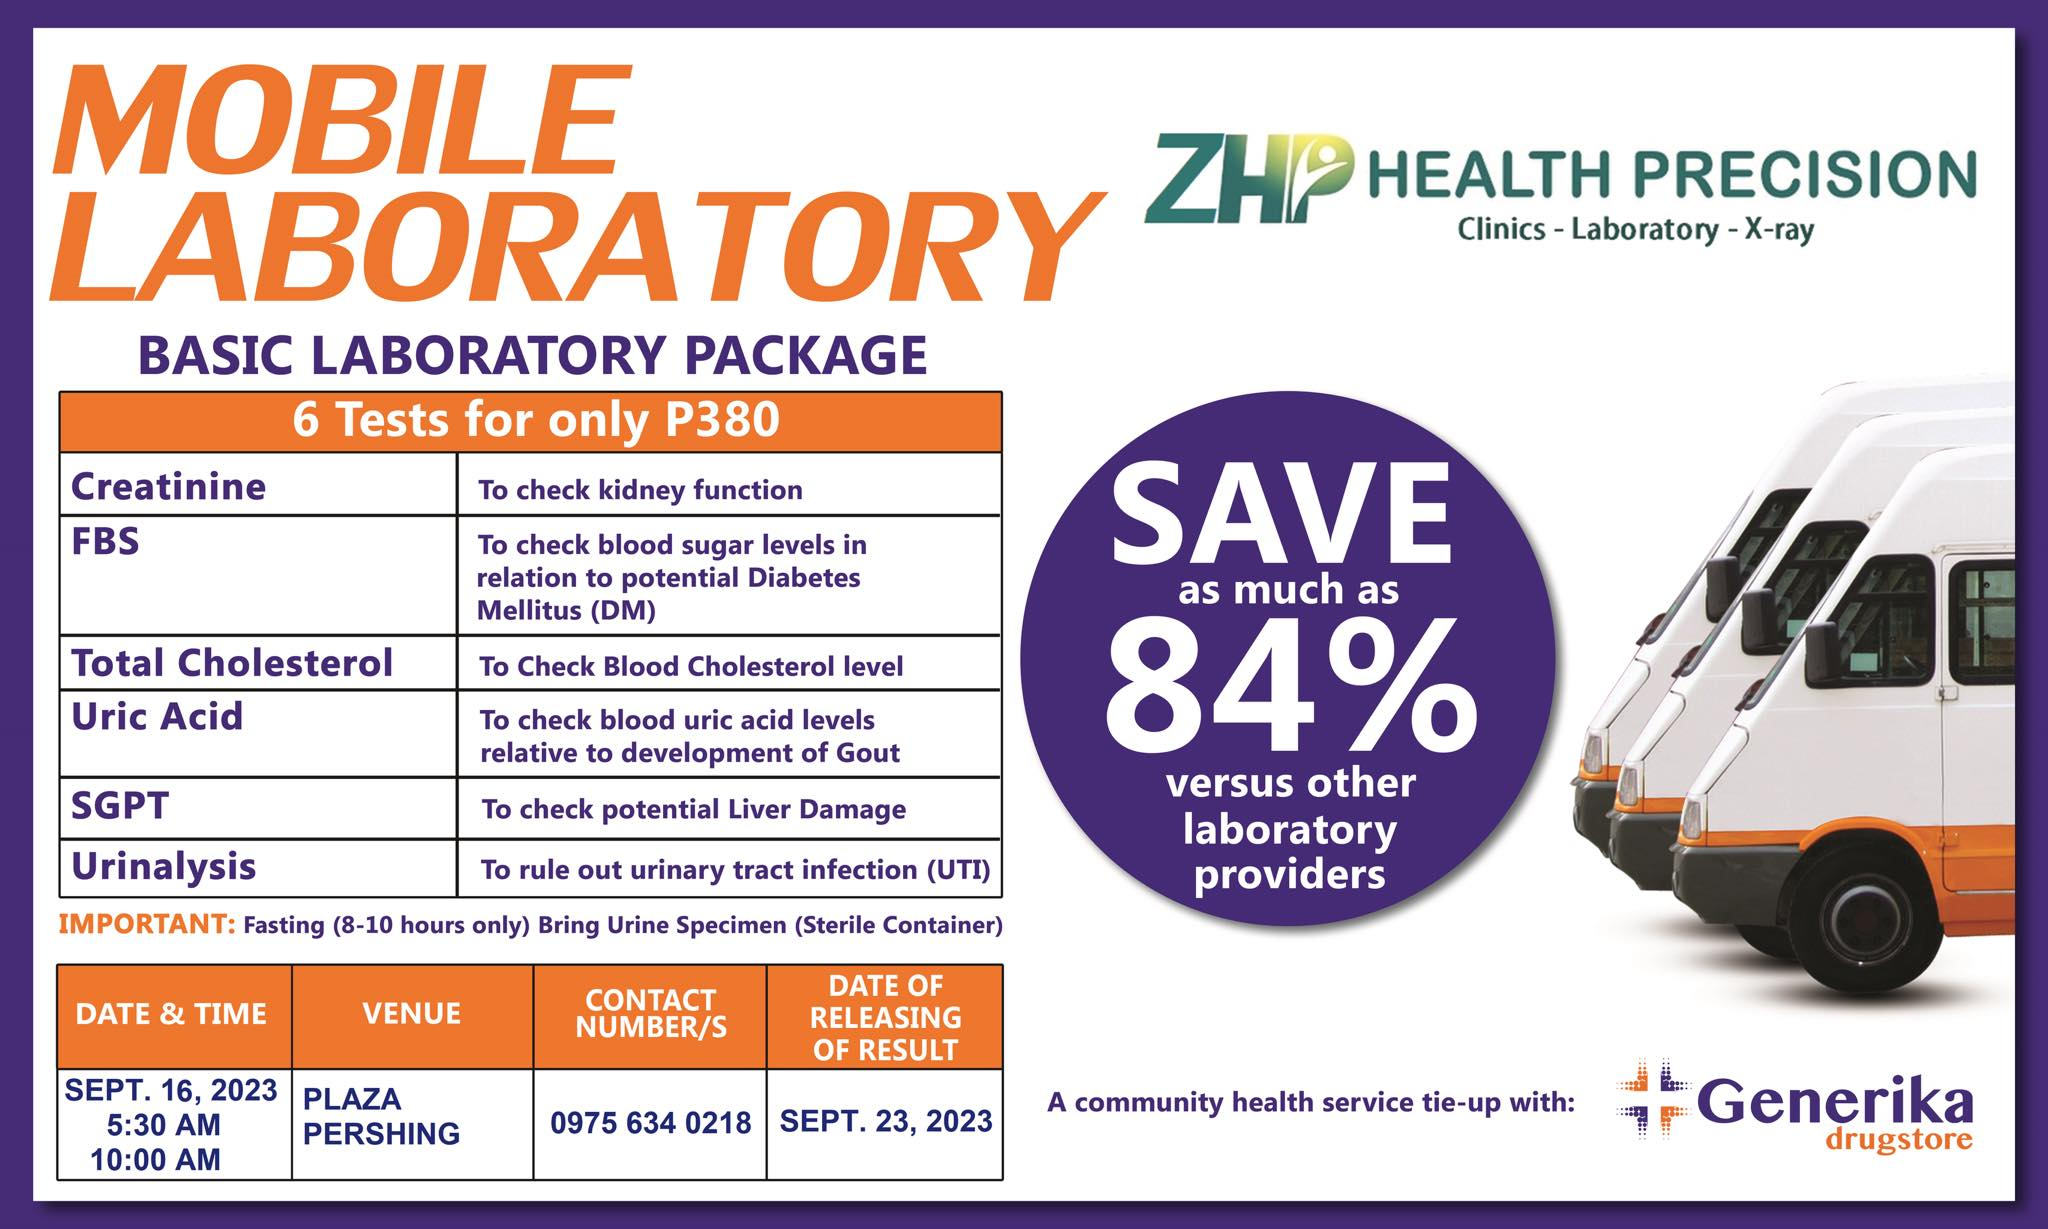 MOBILE
LABORATORY
ZHP HEALTH PRECISION
Clinics - Laboratory - X-ray
BASIC LABORATORY PACKAGE
6 Tests for only P380
Creatinine
To check kidney function
FBS
To check blood sugar levels in
relation to potential Diabetes
Mellitus (DM)
Total Cholesterol
To Check Blood Cholesterol level
Uric Acid
To check blood uric acid levels
relative to development of Gout
SGPT
To check potential Liver Damage
Urinalysis
To rule out urinary tract infection (UTI)
IMPORTANT: Fasting (8-10 hours only) Bring Urine Specimen (Sterile Container)
SAVE
as much as
84%
versus other
laboratory
providers
DATE & TIME
VENUE
CONTACT
NUMBER/S
DATE OF
RELEASING
OF RESULT
SEPT. 16, 2023
5:30 AM
10:00 AM
PLAZA
PERSHING
0975 634 0218
SEPT. 23, 2023
A community health service tie-up with:
Generika
drugstore